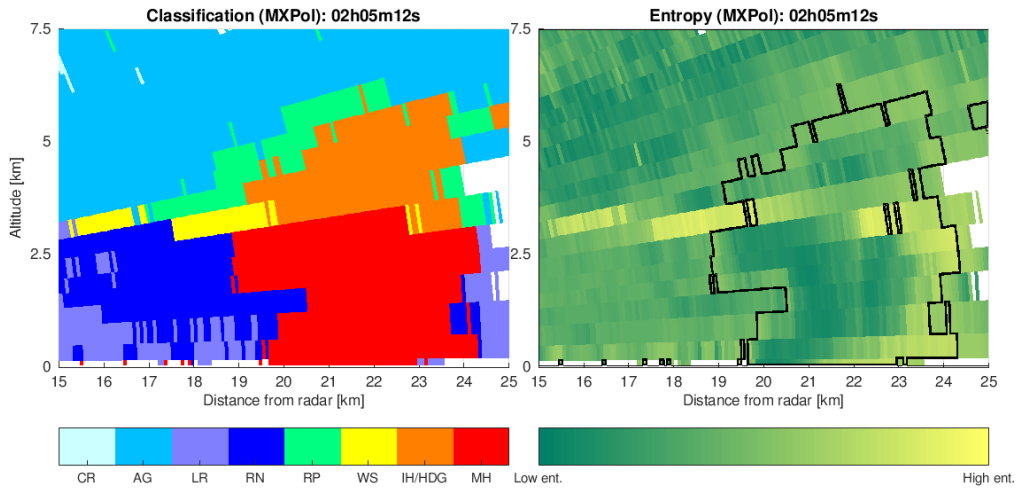 Classification (MXPol): 02h05m12s
Entropy (MXPol): 02h05m12s
7.5
5
2.5
0
Altitude [km]
15 16 17 18 19 20 21 22 23 24 25
Distance from radar [km]
7.5
5
2.5
0
15 16 17 18 19 20 21 22 23 24 25
Distance from radar [km]
CR AG LR RN RP WS IH/HDG MH
Low ent. High ent.